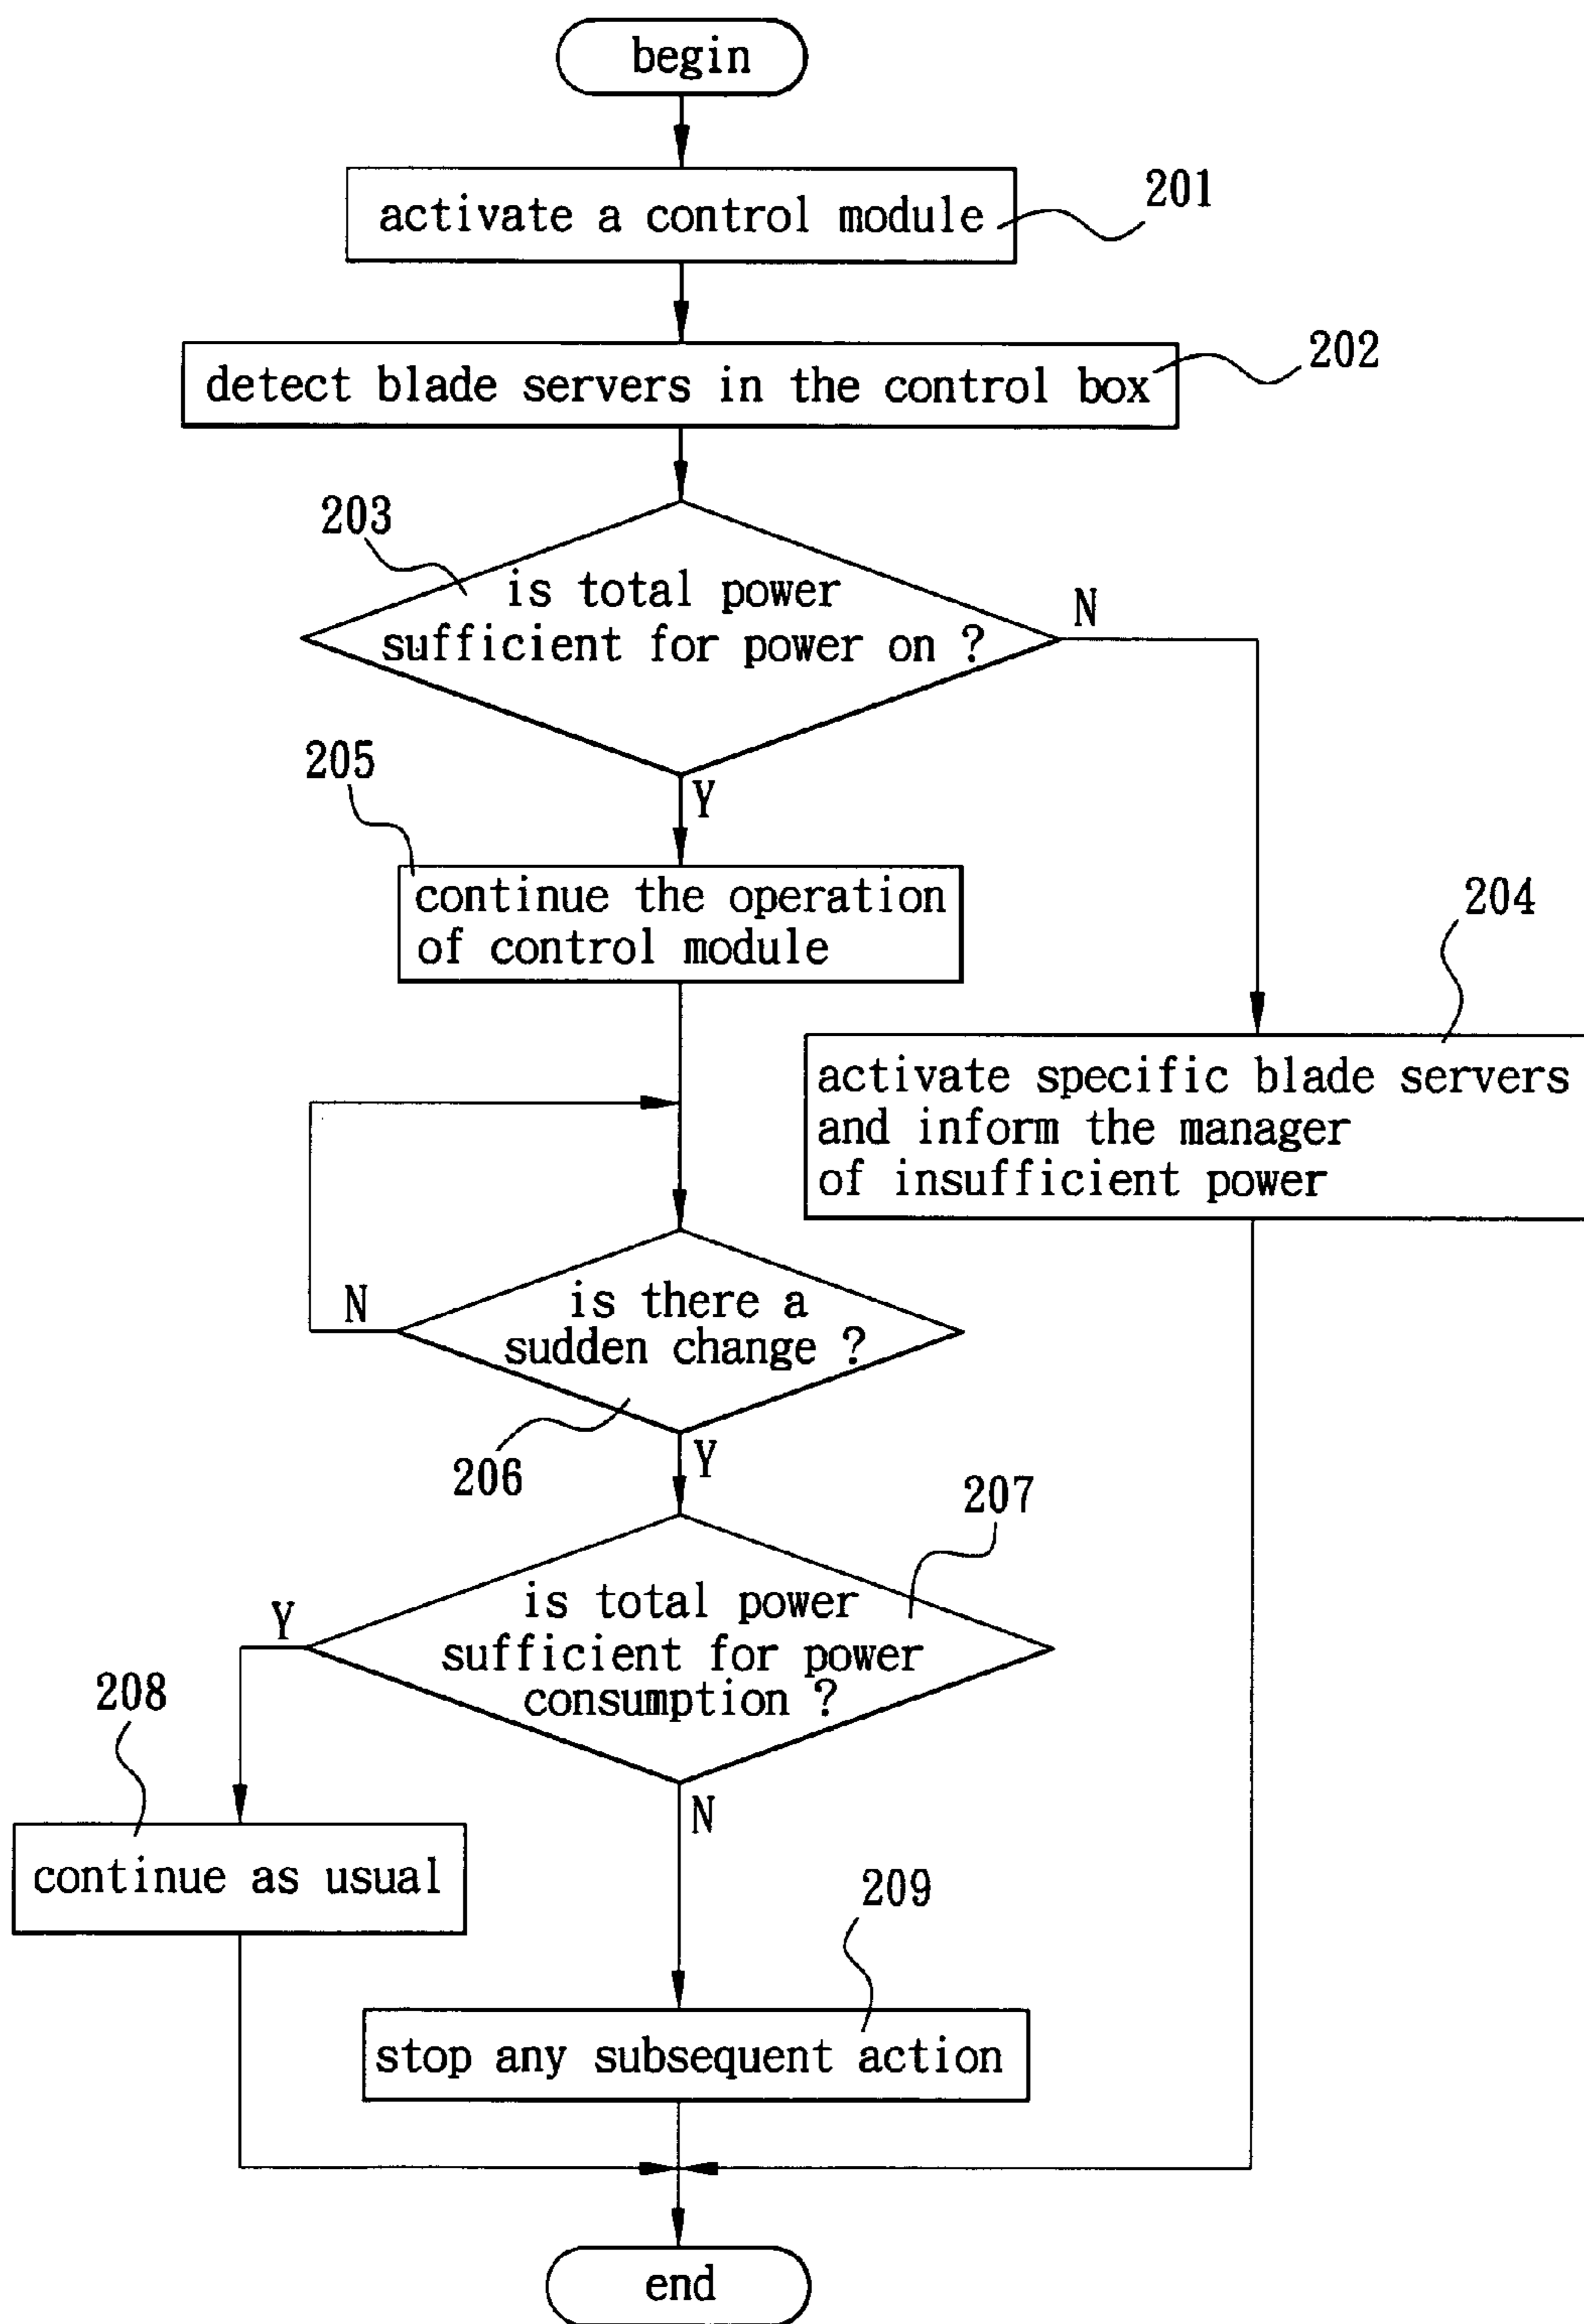 begin
activate a control module
201
detect blade servers in the control box
202
203
is total power
sufficient for power on ?
N
Y
205
continue the operation
of control module
204
activate specific blade servers
and inform the manager
of insufficient power
is there a
sudden change ?
N
206
Y
207
is total power
sufficient for power
consumption ?
Y
208
N
continue as usual
209
stop any subsequent action
end